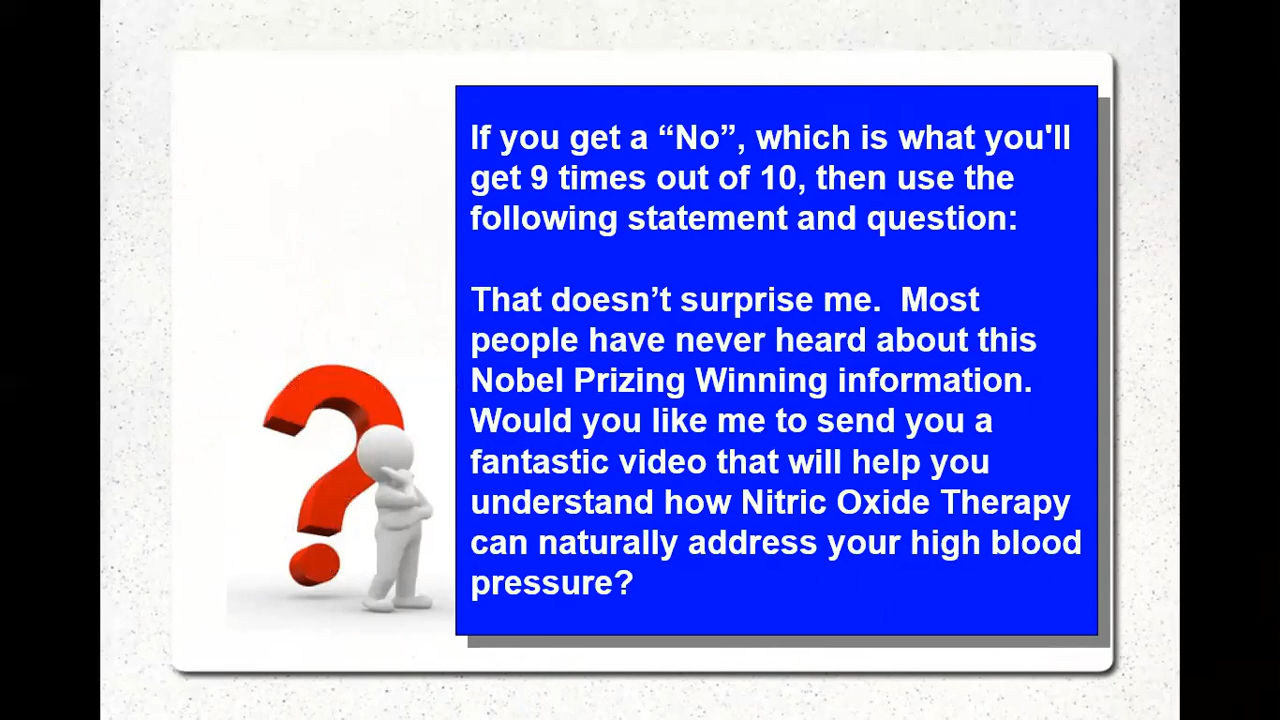 If you get a “No”, which is what you'll
get 9 times out of 10, then use the
following statement and question:
That doesn’t surprise me.  Most
people have never heard about this
Nobel Prizing Winning information.
Would you like me to send you a
fantastic video that will help you
understand how Nitric Oxide Therapy
can naturally address your high blood
pressure?